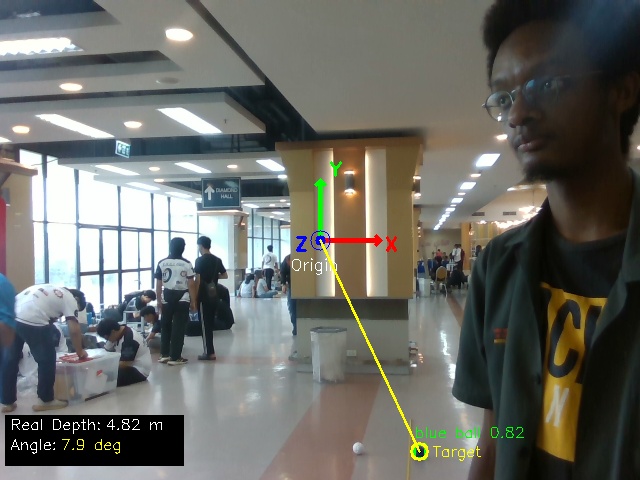 DIAMOND
HALL
Y
Z
X
Origin
blue ball 0.82
Target
Real Depth: 4.82 m
Angle: 7.9 deg